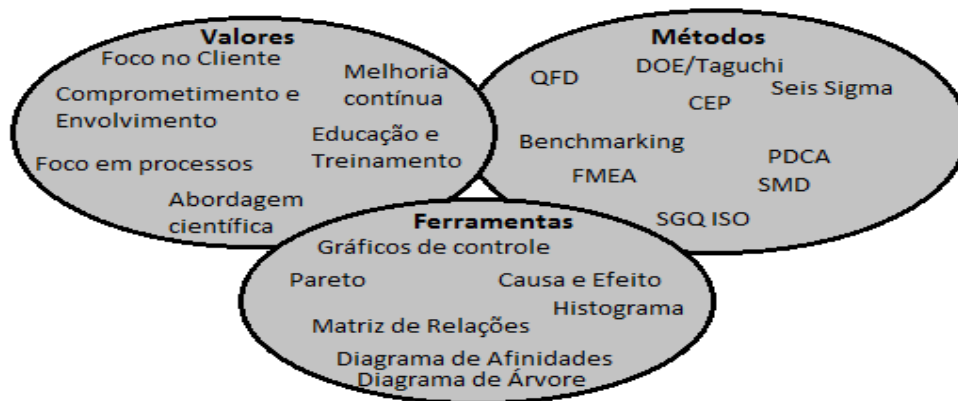 Valores
Foco no Cliente
Melhoria
contínua
Comprometimento e
Envolvimento
Educação e
Treinamento
Foco em processos
Abordagem
científica
Métodos
DOE/Taguchi
QFD
Seis Sigma
CEP
Benchmarking
PDCA
FMEA
SMD
SGQ ISO
Ferramentas
Gráficos de controle
Pareto
Causa e Efeito
Histograma
Matriz de Relações
Diagrama de Afinidades
Diagrama de Árvore